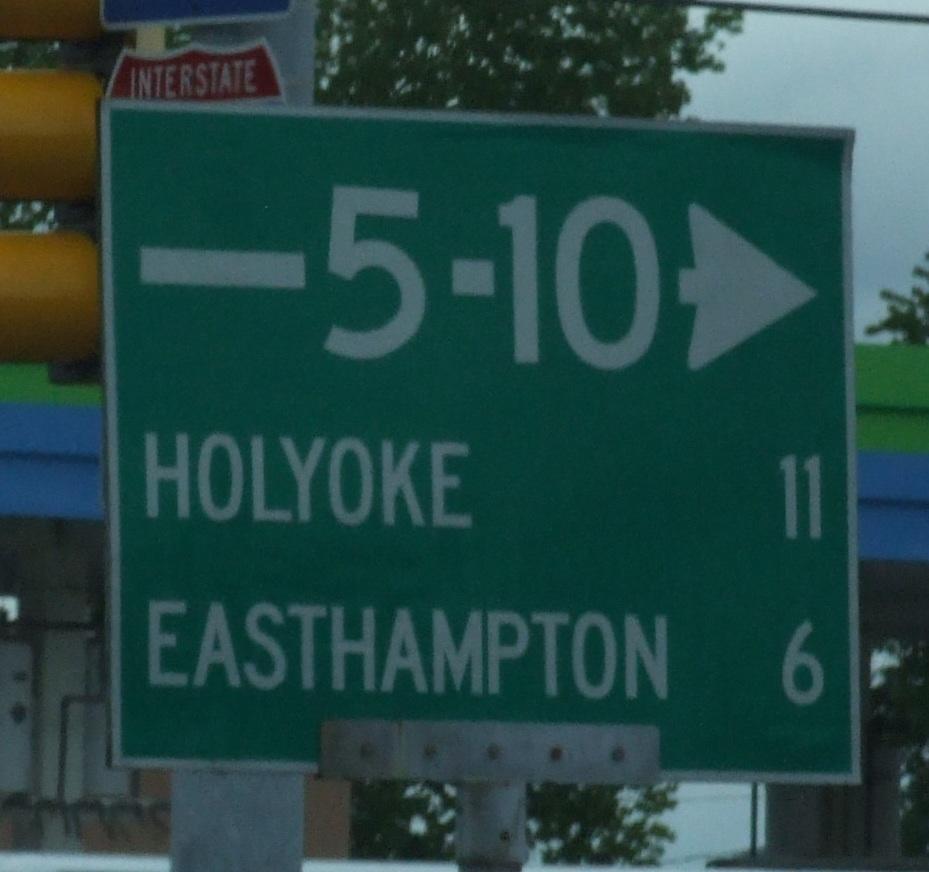 INTERSTATE
5-10
HOLYOKE 11
EASTHAMPTON 6